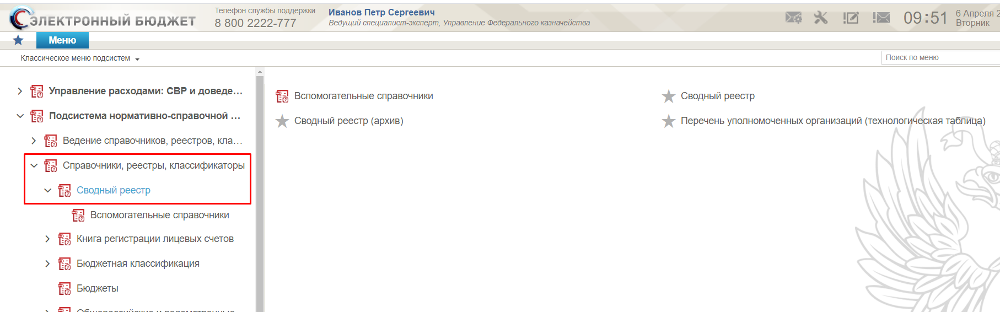 ЭЛЕКТРОННЫЙ БЮДЖЕТ
Телефон службы поддержки
8 800 2222-777
Иванов Петр Сергеевич
Ведущий специалист-эксперт, Управление Федерального казначейства
09:51
6 Апреля 2
Вторник
Меню
Классическое меню подсистем
Поиск по меню
Управление расходами: СВР и доведе...
Подсистема нормативно-справочной ...
Ведение справочников, реестров, кла...
Справочники, реестры, классификаторы
Сводный реестр
Вспомогательные справочники
Книга регистрации лицевых счетов
Бюджетная классификация
Бюджеты
Общероссийские и ведомственные
Вспомогательные справочники
Сводный реестр
Сводный реестр (архив)
Перечень уполномоченных организаций (технологическая таблица)